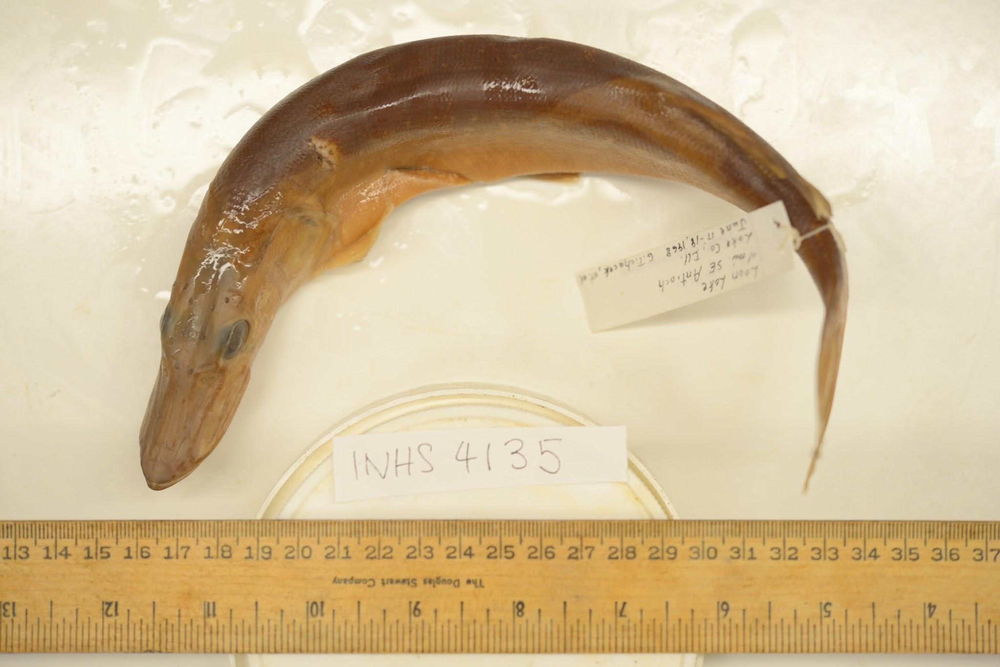 Loon Lake
mi. SE Antioch
Lake Co., Ill.
June 17-18, 1968 G. Tichacek, et al
INHS 4135
13 14 15 16 17 18 19 20 21 22 23 24 25 26 27 28 29 30 31 32 33 34 35 36 37
The Douglas Stewart Company
4 5 6 7 8 9 10 11 12 13